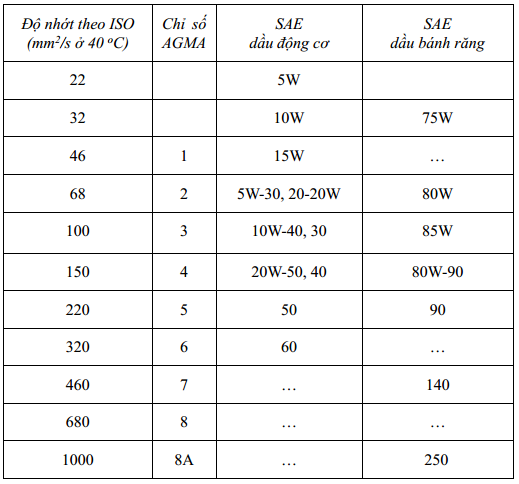 Độ nhớt theo ISO (mm²/s ở 40 ºC) | Chỉ số AGMA | SAE dầu động cơ | SAE dầu bánh răng
22 | | 5W |
32 | | 10W | 75W
46 | 1 | 15W | …
68 | 2 | 5W-30, 20-20W | 80W
100 | 3 | 10W-40, 30 | 85W
150 | 4 | 20W-50, 40 | 80W-90
220 | 5 | 50 | 90
320 | 6 | 60 | …
460 | 7 | … | 140
680 | 8 | … | …
1000 | 8A | … | 250